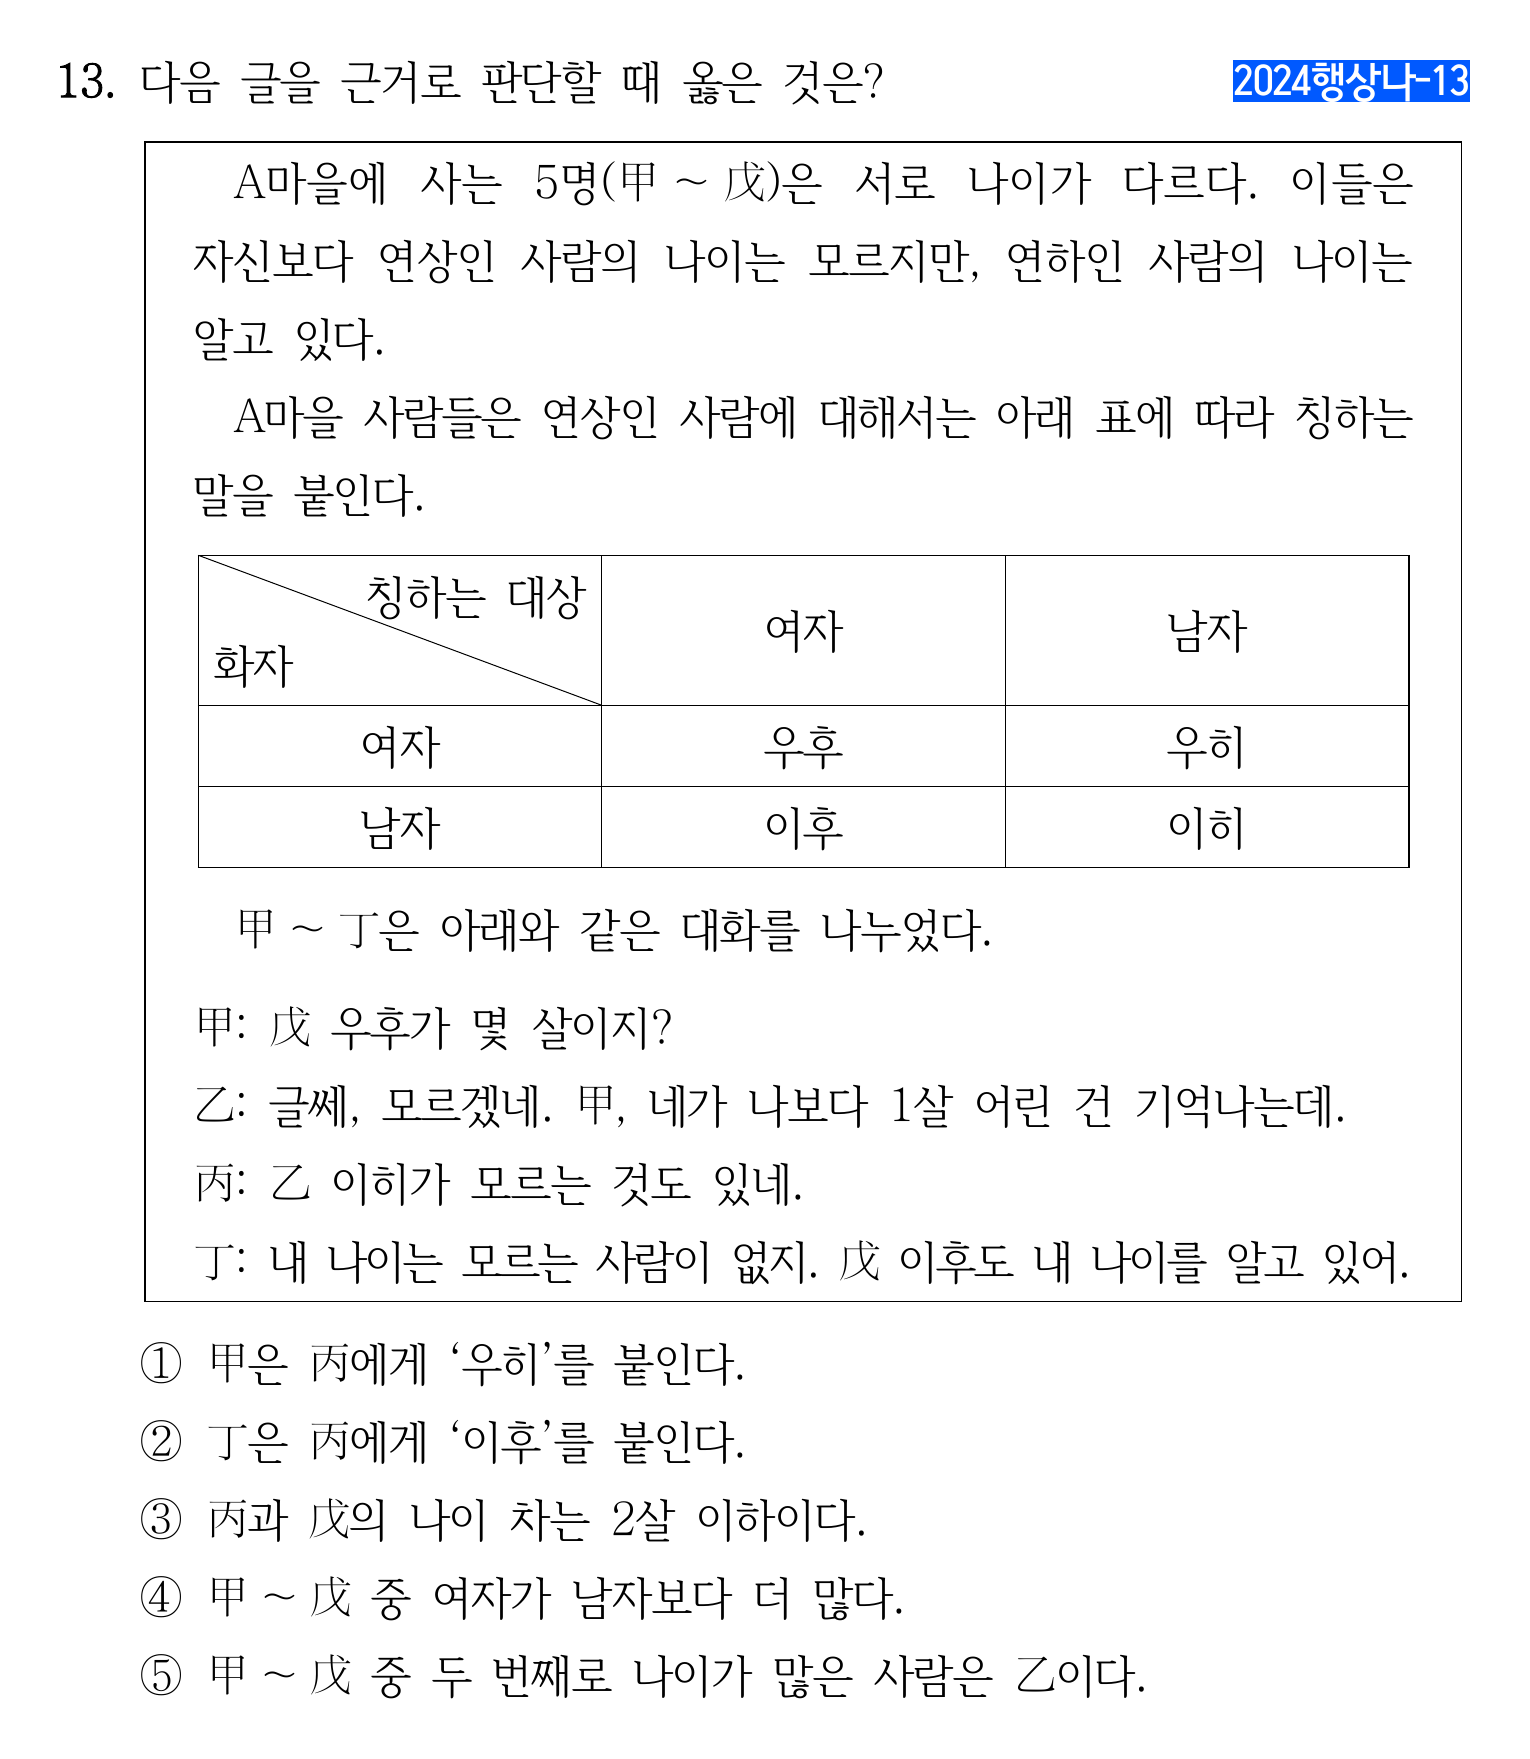 13. 다음 글을 근거로 판단할 때 옳은 것은?
2024행상나-13
A마을에 사는 5명(甲 ~ 戊)은 서로 나이가 다르다. 이들은
자신보다 연상인 사람의 나이는 모르지만, 연하인 사람의 나이는
알고 있다.
A마을 사람들은 연상인 사람에 대해서는 아래 표에 따라 칭하는
말을 붙인다.
칭하는 대상
화자
여자 남자
여자 우후 우히
남자 이후 이히
甲 ~ 丁은 아래와 같은 대화를 나누었다.
甲: 戊 우후가 몇 살이지?
乙: 글쎄, 모르겠네. 甲, 네가 나보다 1살 어린 건 기억나는데.
丙: 乙 이히가 모르는 것도 있네.
丁: 내 나이는 모르는 사람이 없지. 戊 이후도 내 나이를 알고 있어.
① 甲은 丙에게 ‘우히’를 붙인다.
② 丁은 丙에게 ‘이후’를 붙인다.
③ 丙과 戊의 나이 차는 2살 이하이다.
④ 甲 ~ 戊 중 여자가 남자보다 더 많다.
⑤ 甲 ~ 戊 중 두 번째로 나이가 많은 사람은 乙이다.